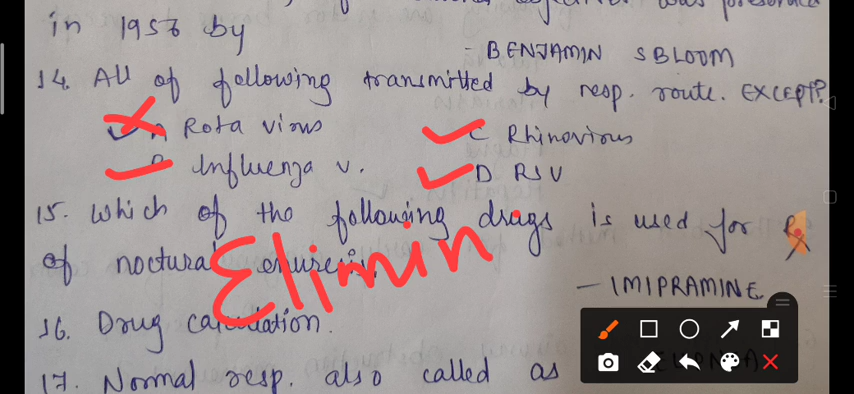 in 1956 by
- BENJAMIN S BLOOM
14. All of following transmitted by resp. route. EXCEPT?
A Rota virus
C Rhinovirous
B Influenza v.
D RSV
15. Which of the following drugs is used for
of noctural enuresis.
Elimin
- IMIPRAMINE
16. Drug calculation.
17. Normal resp. also called as